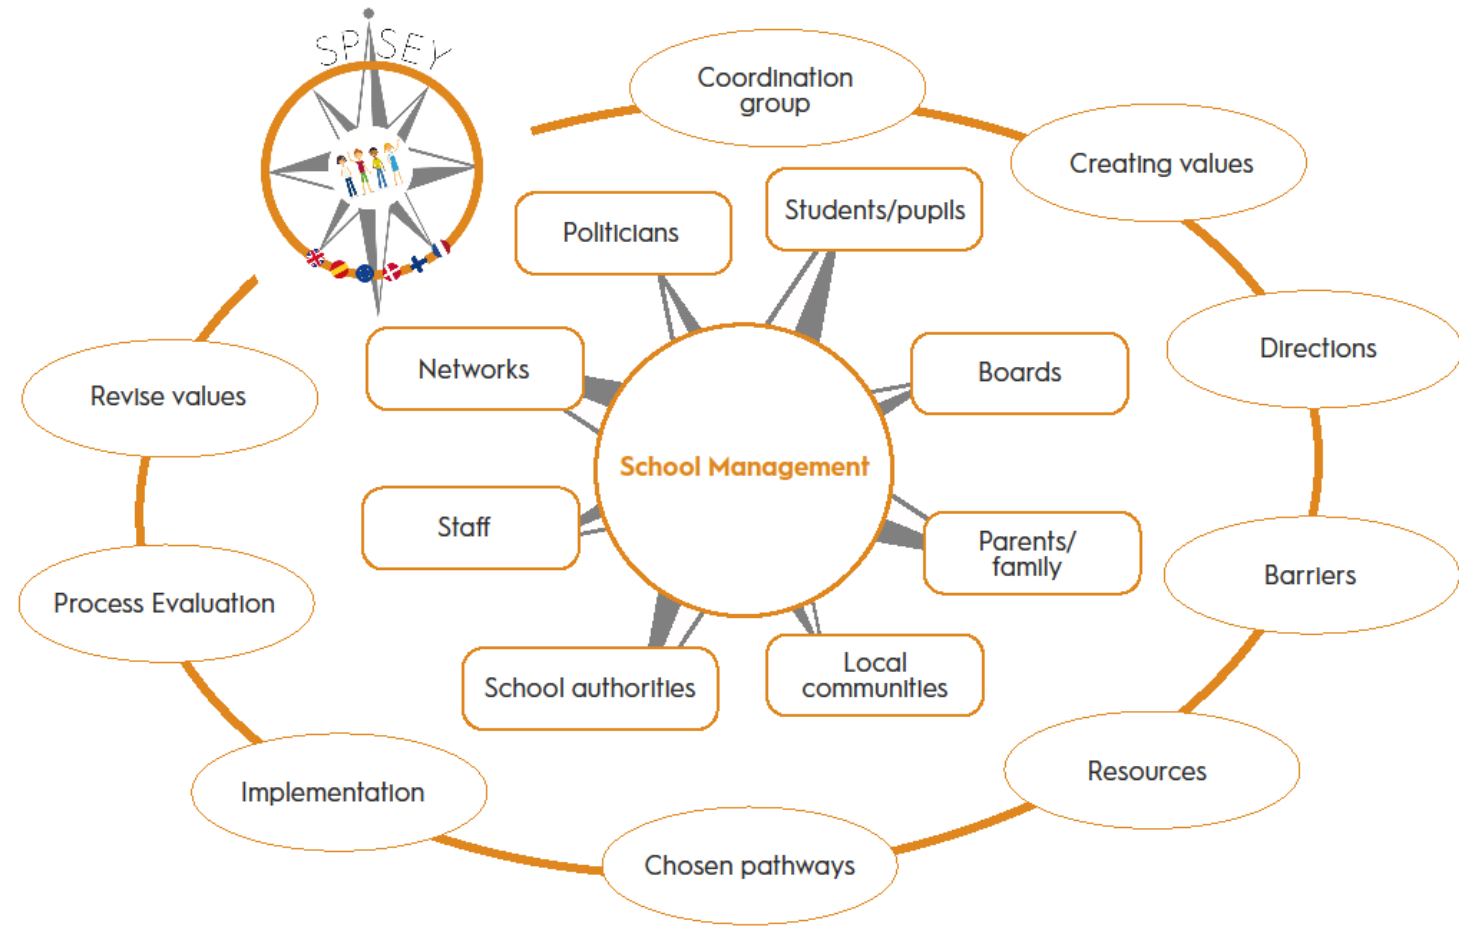 SPISEY
Coordination
group
Creating values
Students/pupils
Politicians
Directions
Networks
Boards
Revise values
School Management
Staff
Parents/
family
Barriers
Process Evaluation
Local
communities
School authorities
Resources
Implementation
Chosen pathways